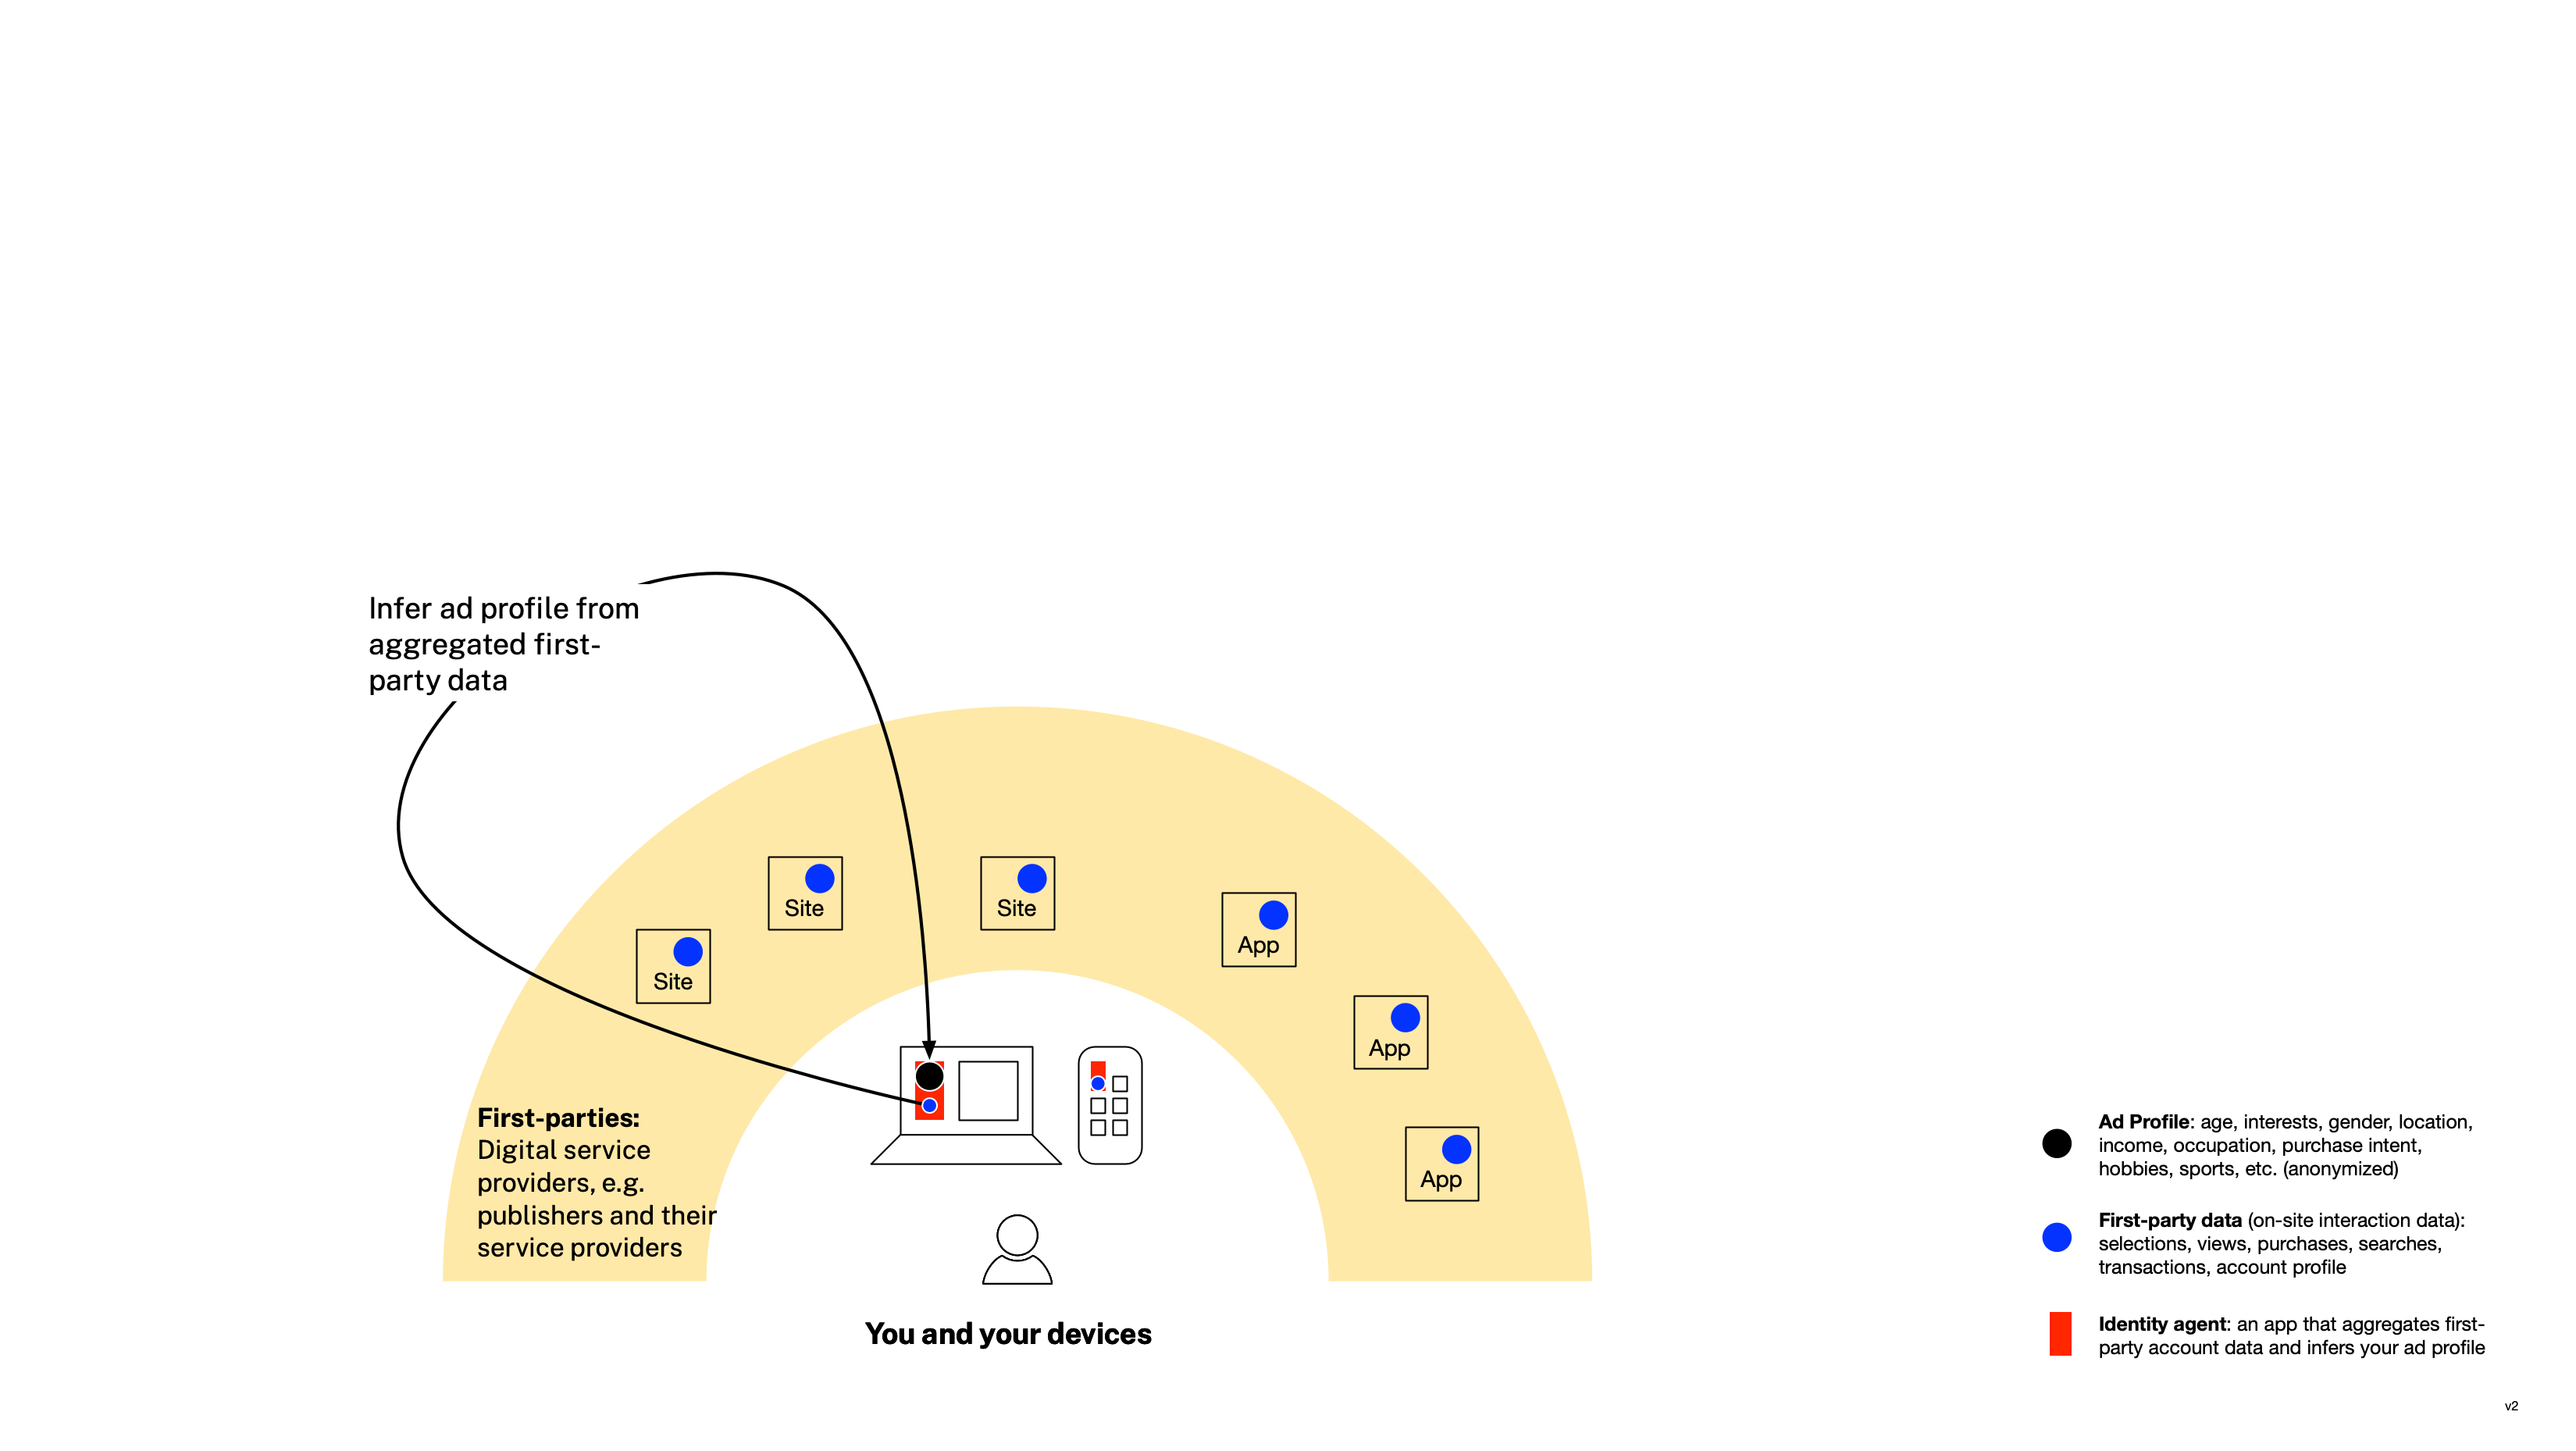 Infer ad profile from
aggregated first-
party data
Site
Site
Site
App
App
App
First-parties:
Digital service
providers, e.g.
publishers and their
service providers
You and your devices
Ad Profile: age, interests, gender, location,
income, occupation, purchase intent,
hobbies, sports, etc. (anonymized)
First-party data (on-site interaction data):
selections, views, purchases, searches,
transactions, account profile
Identity agent: an app that aggregates first-
party account data and infers your ad profile
v2